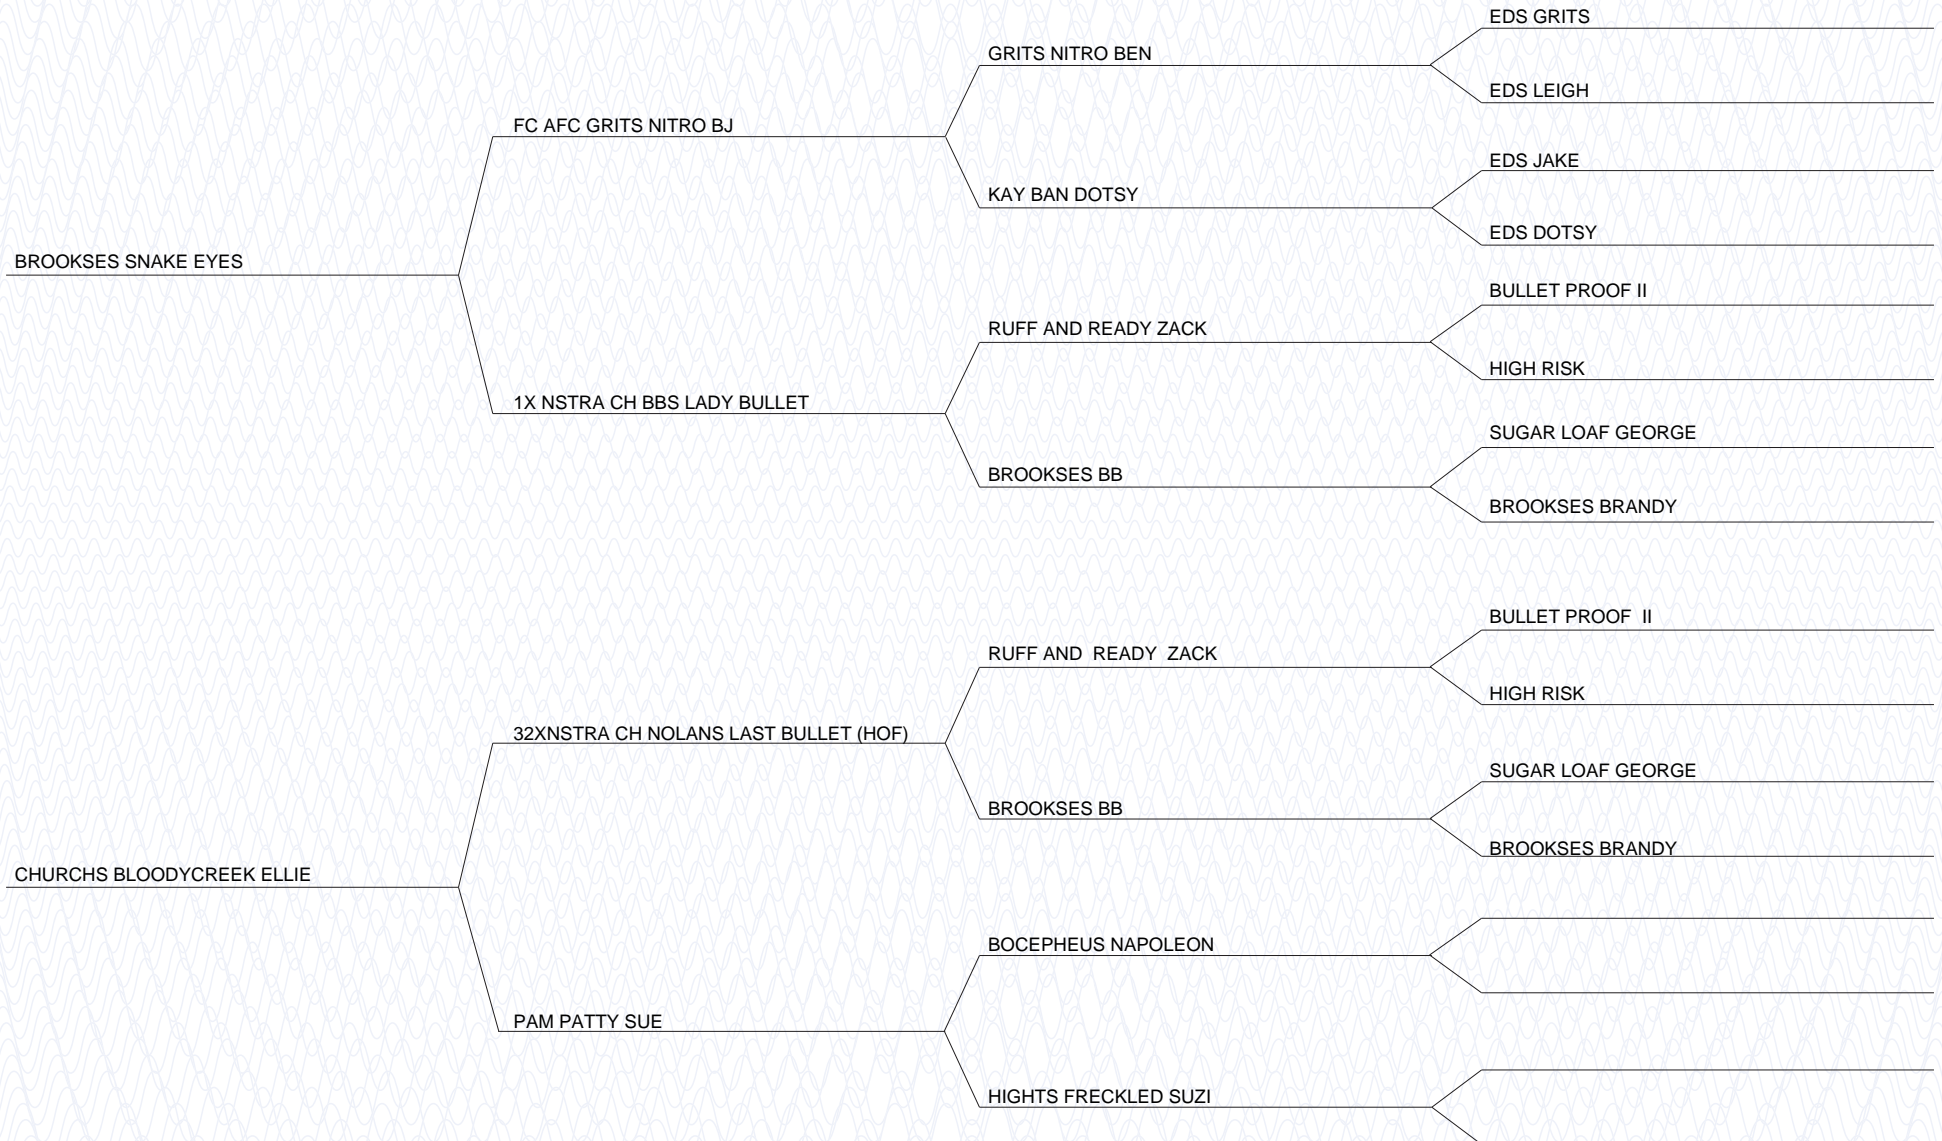 EDS GRITS
GRITS NITRO BEN
EDS LEIGH
FC AFC GRITS NITRO BJ
EDS JAKE
KAY BAN DOTSY
EDS DOTSY
BROOKSES SNAKE EYES
BULLET PROOF II
RUFF AND READY ZACK
HIGH RISK
1X NSTRA CH BBS LADY BULLET
SUGAR LOAF GEORGE
BROOKSES BB
BROOKSES BRANDY
BULLET PROOF  II
RUFF AND  READY  ZACK
HIGH RISK
32XNSTRA CH NOLANS LAST BULLET (HOF)
SUGAR LOAF GEORGE
BROOKSES BB
BROOKSES BRANDY
CHURCHS BLOODYCREEK ELLIE
BOCEPHEUS NAPOLEON
PAM PATTY SUE
HIGHTS FRECKLED SUZI